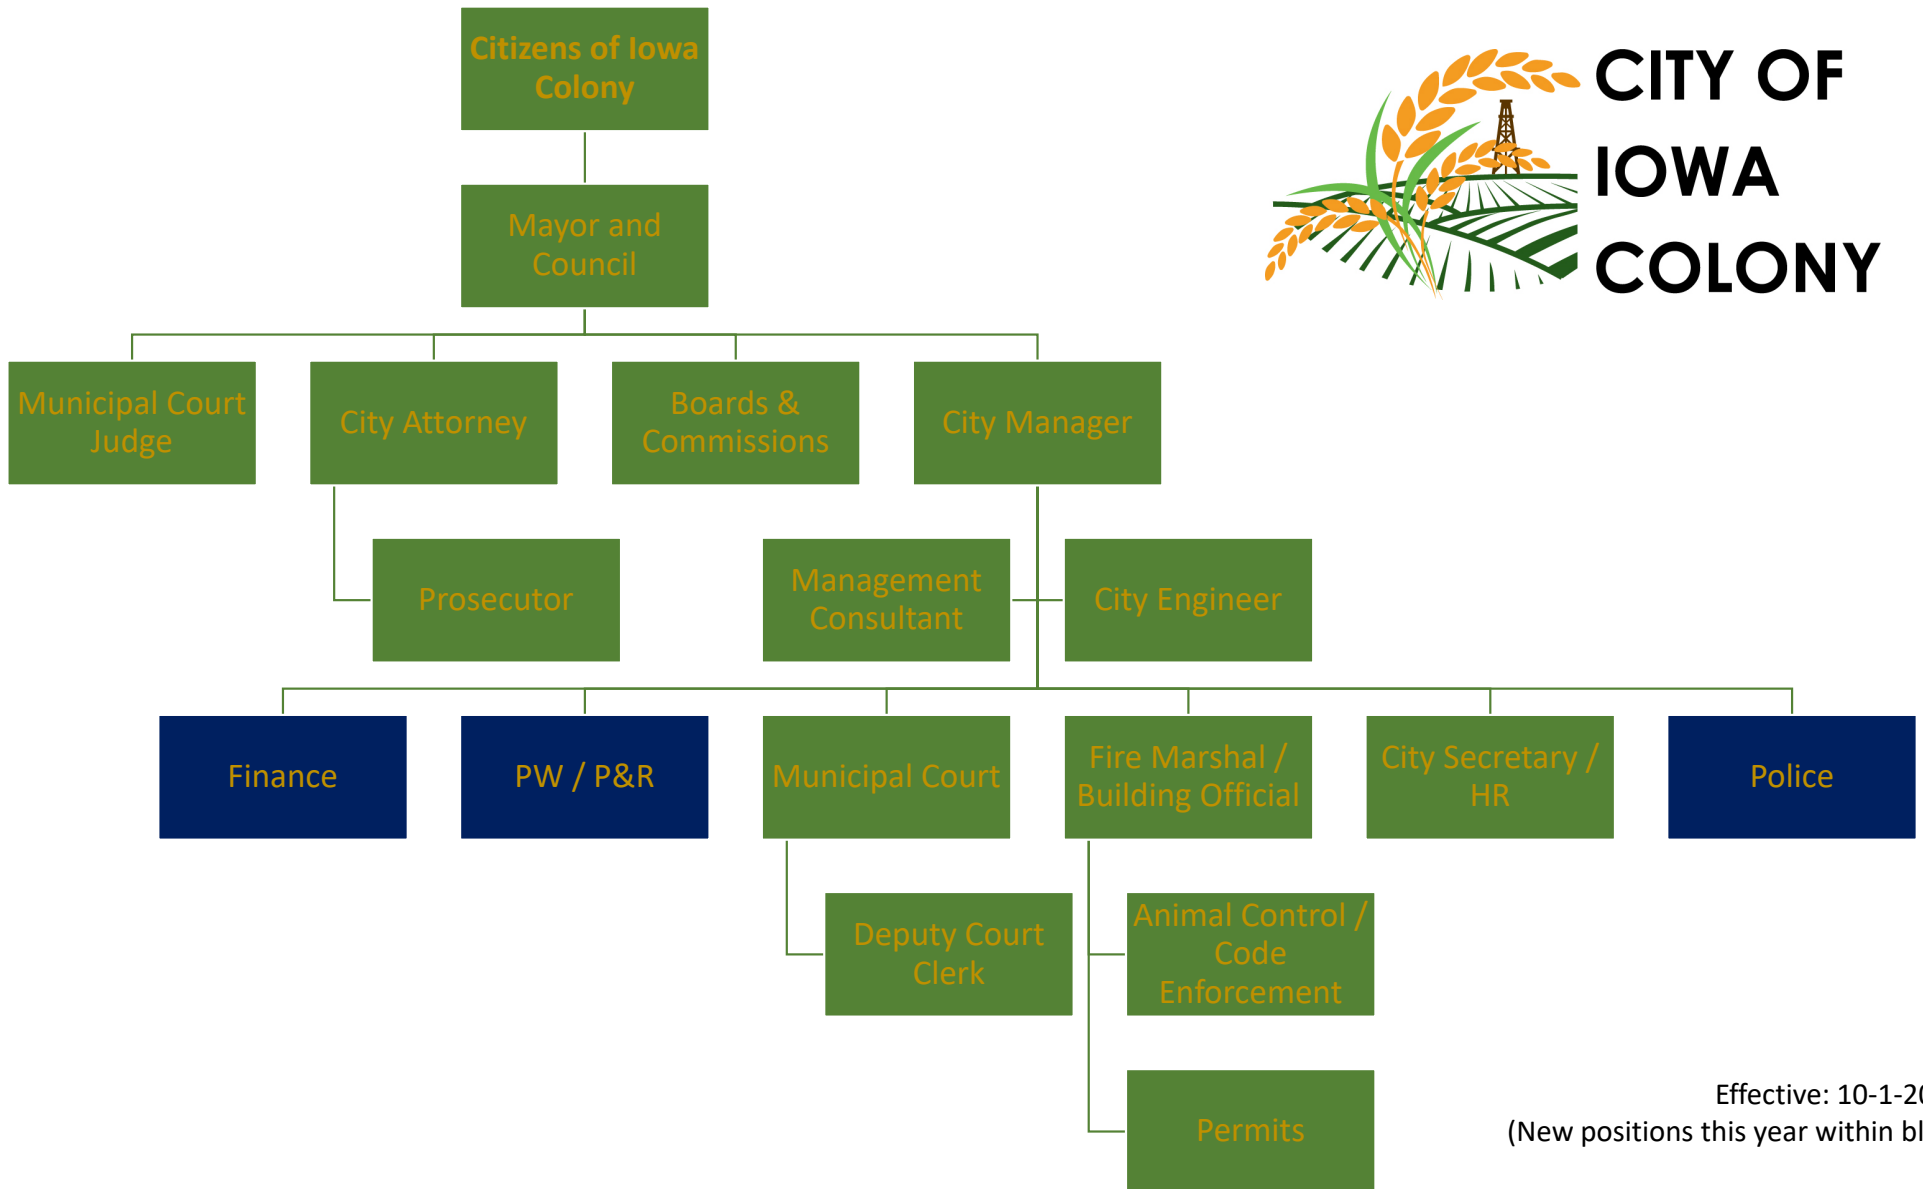 Citizens of Iowa
Colony
CITY OF
IOWA
COLONY
Mayor and
Council
Municipal Court
Judge
City Attorney
Boards &
Commissions
City Manager
Prosecutor
Management
Consultant
City Engineer
Finance
PW / P&R
Municipal Court
Fire Marshal /
Building Official
City Secretary /
HR
Police
Deputy Court
Clerk
Animal Control /
Code
Enforcement
Permits
Effective: 10-1-20
(New positions this year within bl